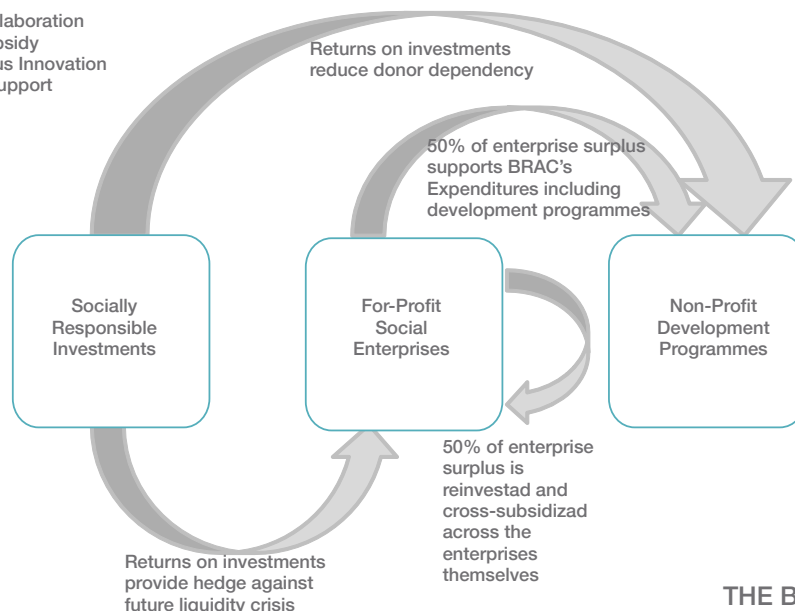 laboration
sidy
us Innovation
upport
Returns on investments
reduce donor dependency
50% of enterprise surplus
supports BRAC's
Expenditures including
development programmes
Socially
Responsible
Investments
For-Profit
Social
Enterprises
Non-Profit
Development
Programmes
50% of enterprise
surplus is
reinvestad and
cross-subsidizad
across the
enterprises
themselves
Returns on investments
provide hedge against
future liquidity crisis
THE B